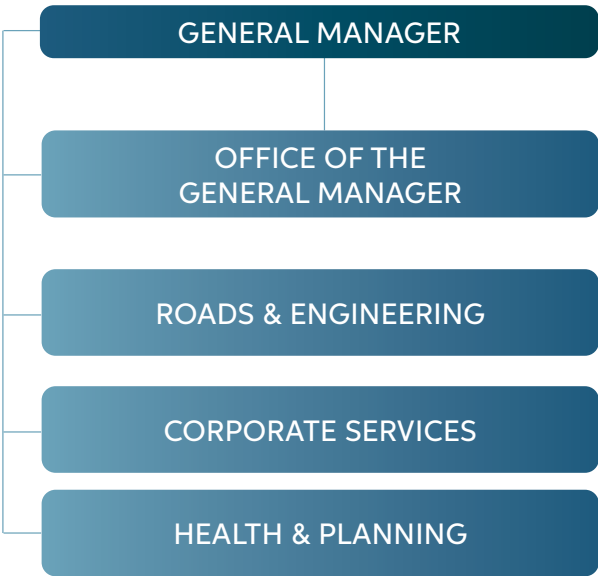 GENERAL MANAGER
OFFICE OF THE
GENERAL MANAGER
ROADS & ENGINEERING
CORPORATE SERVICES
HEALTH & PLANNING